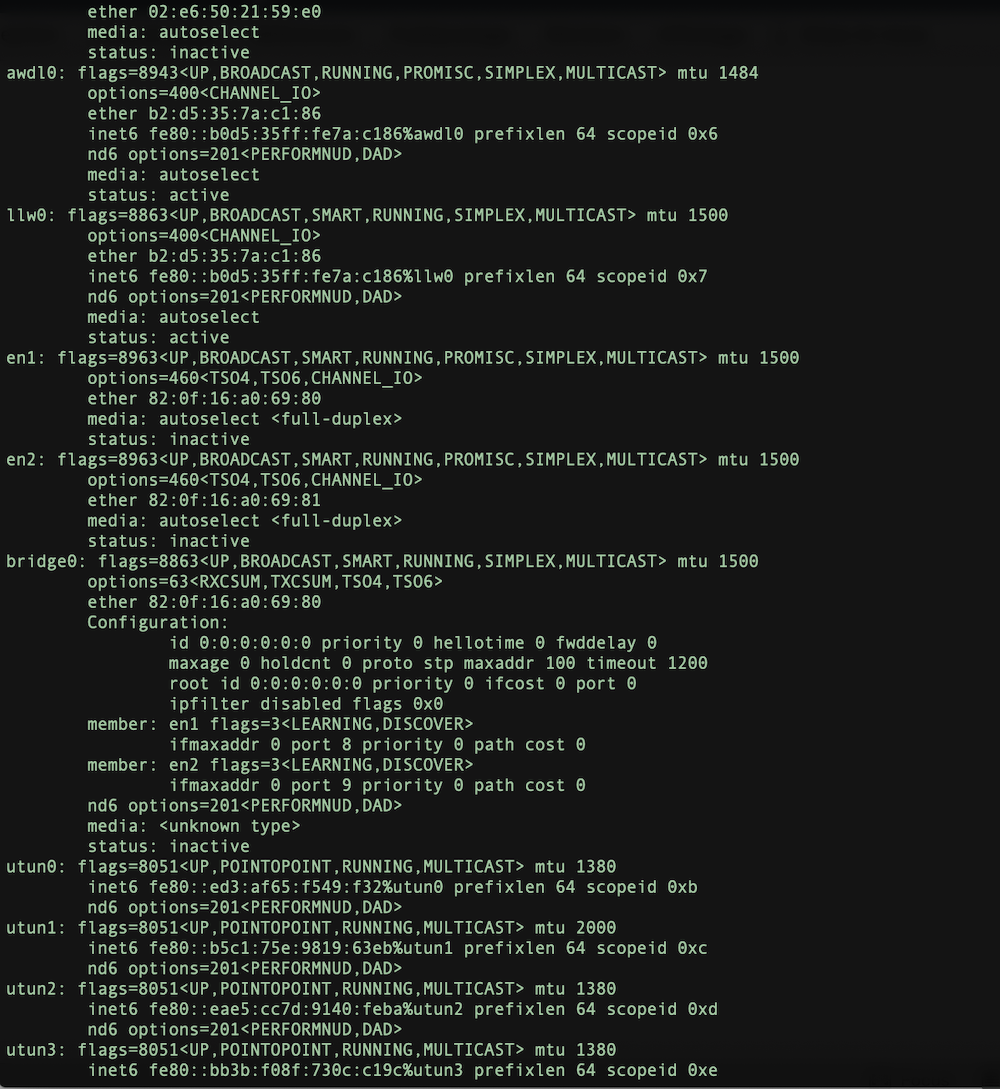 ether 02:e6:50:21:59:e0
media: autoselect
status: inactive
awdl0: flags=8943<UP,BROADCAST,RUNNING,PROMISC,SIMPLEX,MULTICAST> mtu 1484
options=400<CHANNEL_IO>
ether b2:d5:35:7a:c1:86
inet6 fe80::b0d5:35ff:fe7a:c186%awdl0 prefixlen 64 scopeid 0x6
nd6 options=201<PERFORMNUD,DAD>
media: autoselect
status: active
llw0: flags=8863<UP,BROADCAST,SMART,RUNNING,SIMPLEX,MULTICAST> mtu 1500
options=400<CHANNEL_IO>
ether b2:d5:35:7a:c1:86
inet6 fe80::b0d5:35ff:fe7a:c186%llw0 prefixlen 64 scopeid 0x7
nd6 options=201<PERFORMNUD,DAD>
media: autoselect
status: active
en1: flags=8963<UP,BROADCAST,SMART,RUNNING,PROMISC,SIMPLEX,MULTICAST> mtu 1500
options=460<TSO4,TSO6,CHANNEL_IO>
ether 82:0f:16:a0:69:80
media: autoselect <full-duplex>
status: inactive
en2: flags=8963<UP,BROADCAST,SMART,RUNNING,PROMISC,SIMPLEX,MULTICAST> mtu 1500
options=460<TSO4,TSO6,CHANNEL_IO>
ether 82:0f:16:a0:69:81
media: autoselect <full-duplex>
status: inactive
bridge0: flags=8863<UP,BROADCAST,SMART,RUNNING,SIMPLEX,MULTICAST> mtu 1500
options=63<RXCSUM,TXCSUM,TSO4,TSO6>
ether 82:0f:16:a0:69:80
Configuration:
id 0:0:0:0:0:0 priority 0 hellotime 0 fwddelay 0
maxage 0 holdcnt 0 proto stp maxaddr 100 timeout 1200
root id 0:0:0:0:0:0 priority 0 ifcost 0 port 0
ipfilter disabled flags 0x0
member: en1 flags=3<LEARNING,DISCOVER>
ifmaxaddr 0 port 8 priority 0 path cost 0
member: en2 flags=3<LEARNING,DISCOVER>
ifmaxaddr 0 port 9 priority 0 path cost 0
nd6 options=201<PERFORMNUD,DAD>
media: <unknown type>
status: inactive
utun0: flags=8051<UP,POINTOPOINT,RUNNING,MULTICAST> mtu 1380
inet6 fe80::ed3:af65:f549:f32%utun0 prefixlen 64 scopeid 0xb
nd6 options=201<PERFORMNUD,DAD>
utun1: flags=8051<UP,POINTOPOINT,RUNNING,MULTICAST> mtu 2000
inet6 fe80::b5c1:75e:9819:63eb%utun1 prefixlen 64 scopeid 0xc
nd6 options=201<PERFORMNUD,DAD>
utun2: flags=8051<UP,POINTOPOINT,RUNNING,MULTICAST> mtu 1380
inet6 fe80::eae5:cc7d:9140:feba%utun2 prefixlen 64 scopeid 0xd
nd6 options=201<PERFORMNUD,DAD>
utun3: flags=8051<UP,POINTOPOINT,RUNNING,MULTICAST> mtu 1380
inet6 fe80::bb3b:f08f:730c:c19c%utun3 prefixlen 64 scopeid 0xe